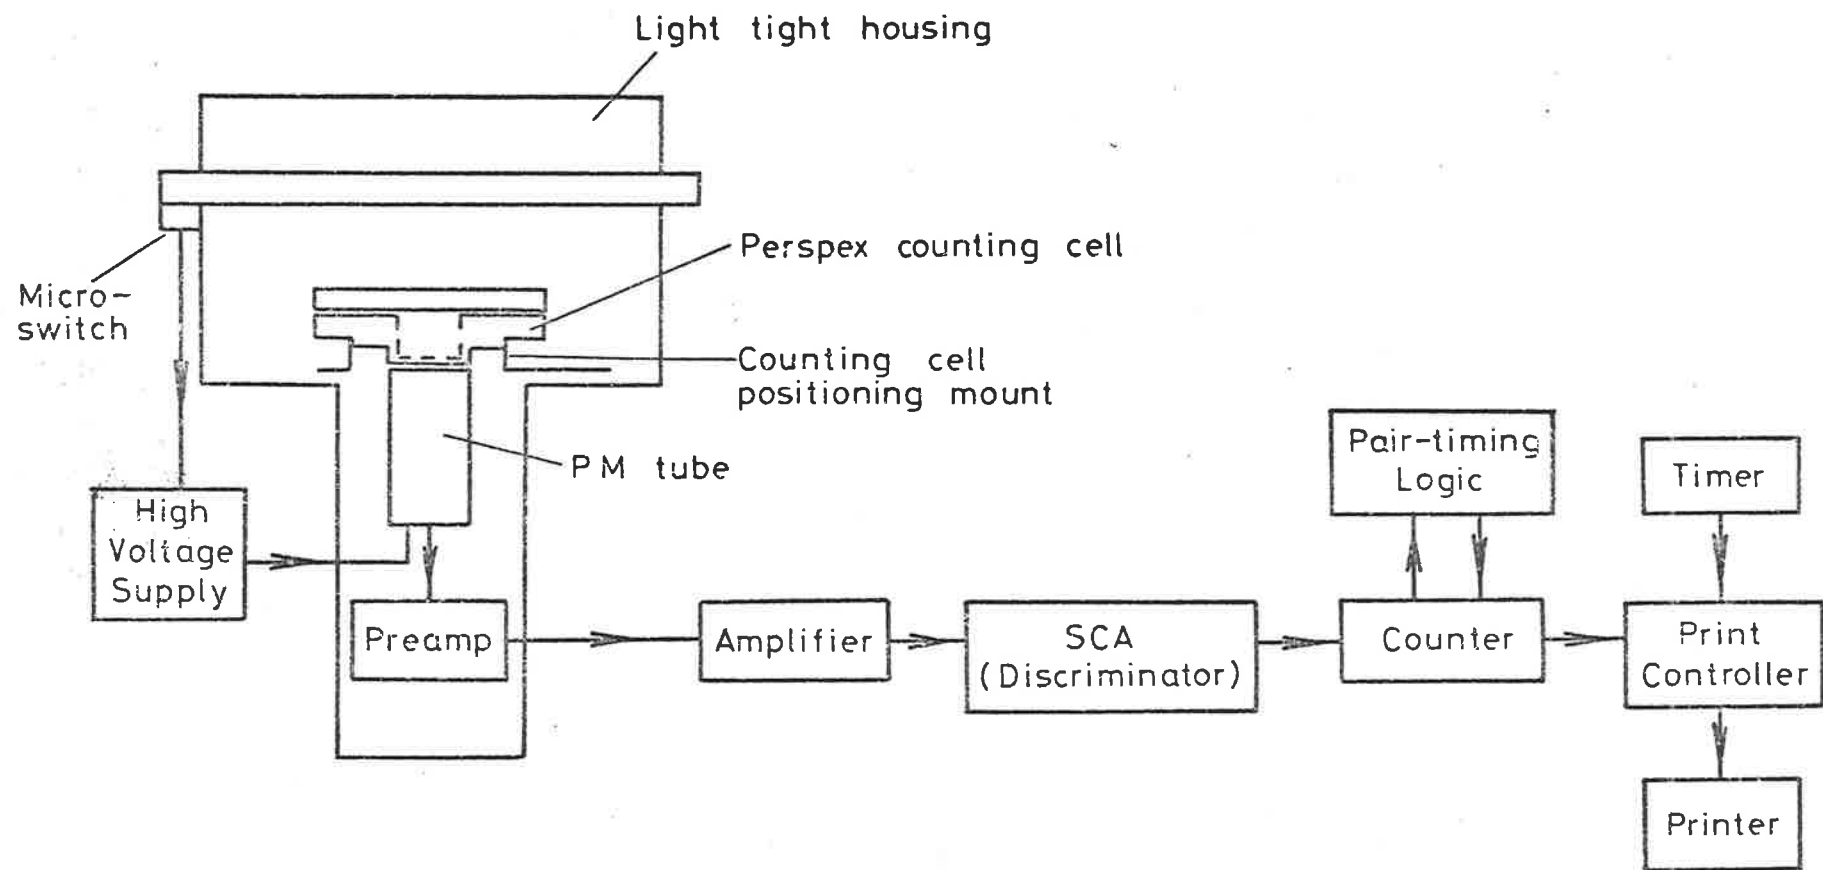 Light tight housing
Perspex counting cell
Micro-
switch
Counting cell
positioning mount
PM tube
High
Voltage
Supply
Preamp
Amplifier
SCA
(Discriminator)
Pair-timing
Logic
Counter
Timer
Print
Controller
Printer